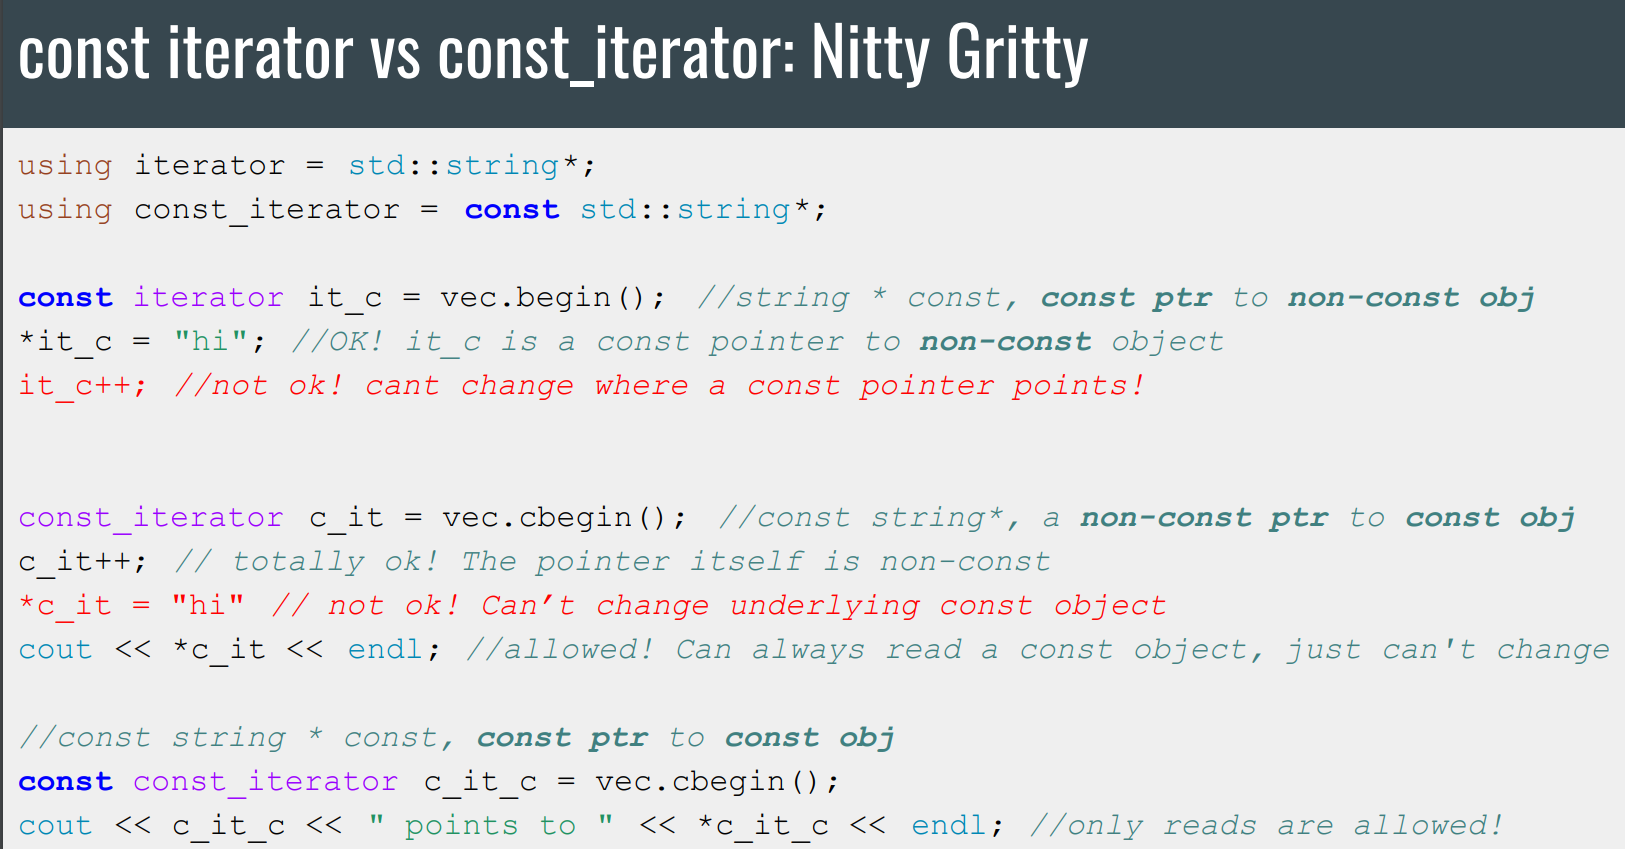 const iterator vs const_iterator: Nitty Gritty
using iterator = std::string*;
using const_iterator = const std::string*;
const iterator it_c = vec.begin(); //string * const, const ptr to non-const obj
*it_c = "hi"; //OK! it_c is a const pointer to non-const object
it_c++; //not ok! cant change where a const pointer points!
const_iterator c_it = vec.cbegin(); //const string*, a non-const ptr to const obj
c_it++; // totally ok! The pointer itself is non-const
*c_it = "hi" // not ok! Can’t change underlying const object
cout << *c_it << endl; //allowed! Can always read a const object, just can't change
//const string * const, const ptr to const obj
const const_iterator c_it_c = vec.cbegin();
cout << c_it_c << " points to " << *c_it_c << endl; //only reads are allowed!